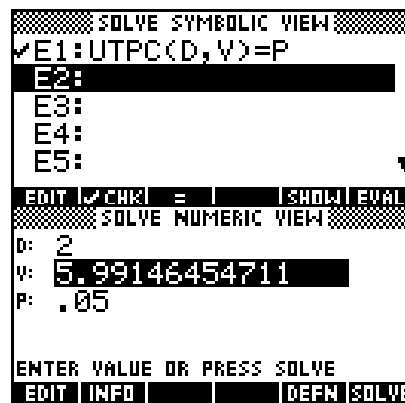 SOLVE SYMBOLIC VIEW
✓E1:UTPC(D,V)=P
E2:
E3:
E4:
E5:
EDIT ✓CHK = SHOW EVAL
SOLVE NUMERIC VIEW
D: 2
V: 5.99146454711
P: .05
ENTER VALUE OR PRESS SOLVE
EDIT INFO DEFN SOLVE